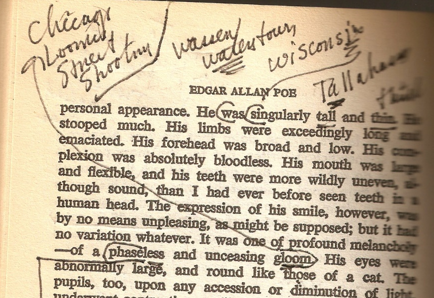 Chicago
Loomis
Street
Shooting
Wassen
Watentown
Wisconsin
Tallahass
EDGAR ALLAN POE
personal appearance. He was singularly tall and thin. He
stooped much. His limbs were exceedingly long and
emaciated. His forehead was broad and low. His com-
plexion was absolutely bloodless. His mouth was large
and flexible, and his teeth were more wildly uneven, al-
though sound, than I had ever before seen teeth in a
human head. The expression of his smile, however, was
by no means unpleasing, as might be supposed; but it had
no variation whatever. It was one of profound melancholy
—of a phaseless and unceasing gloom. His eyes were
abnormally large, and round like those of a cat. The
pupils, too, upon any accession or diminution of light